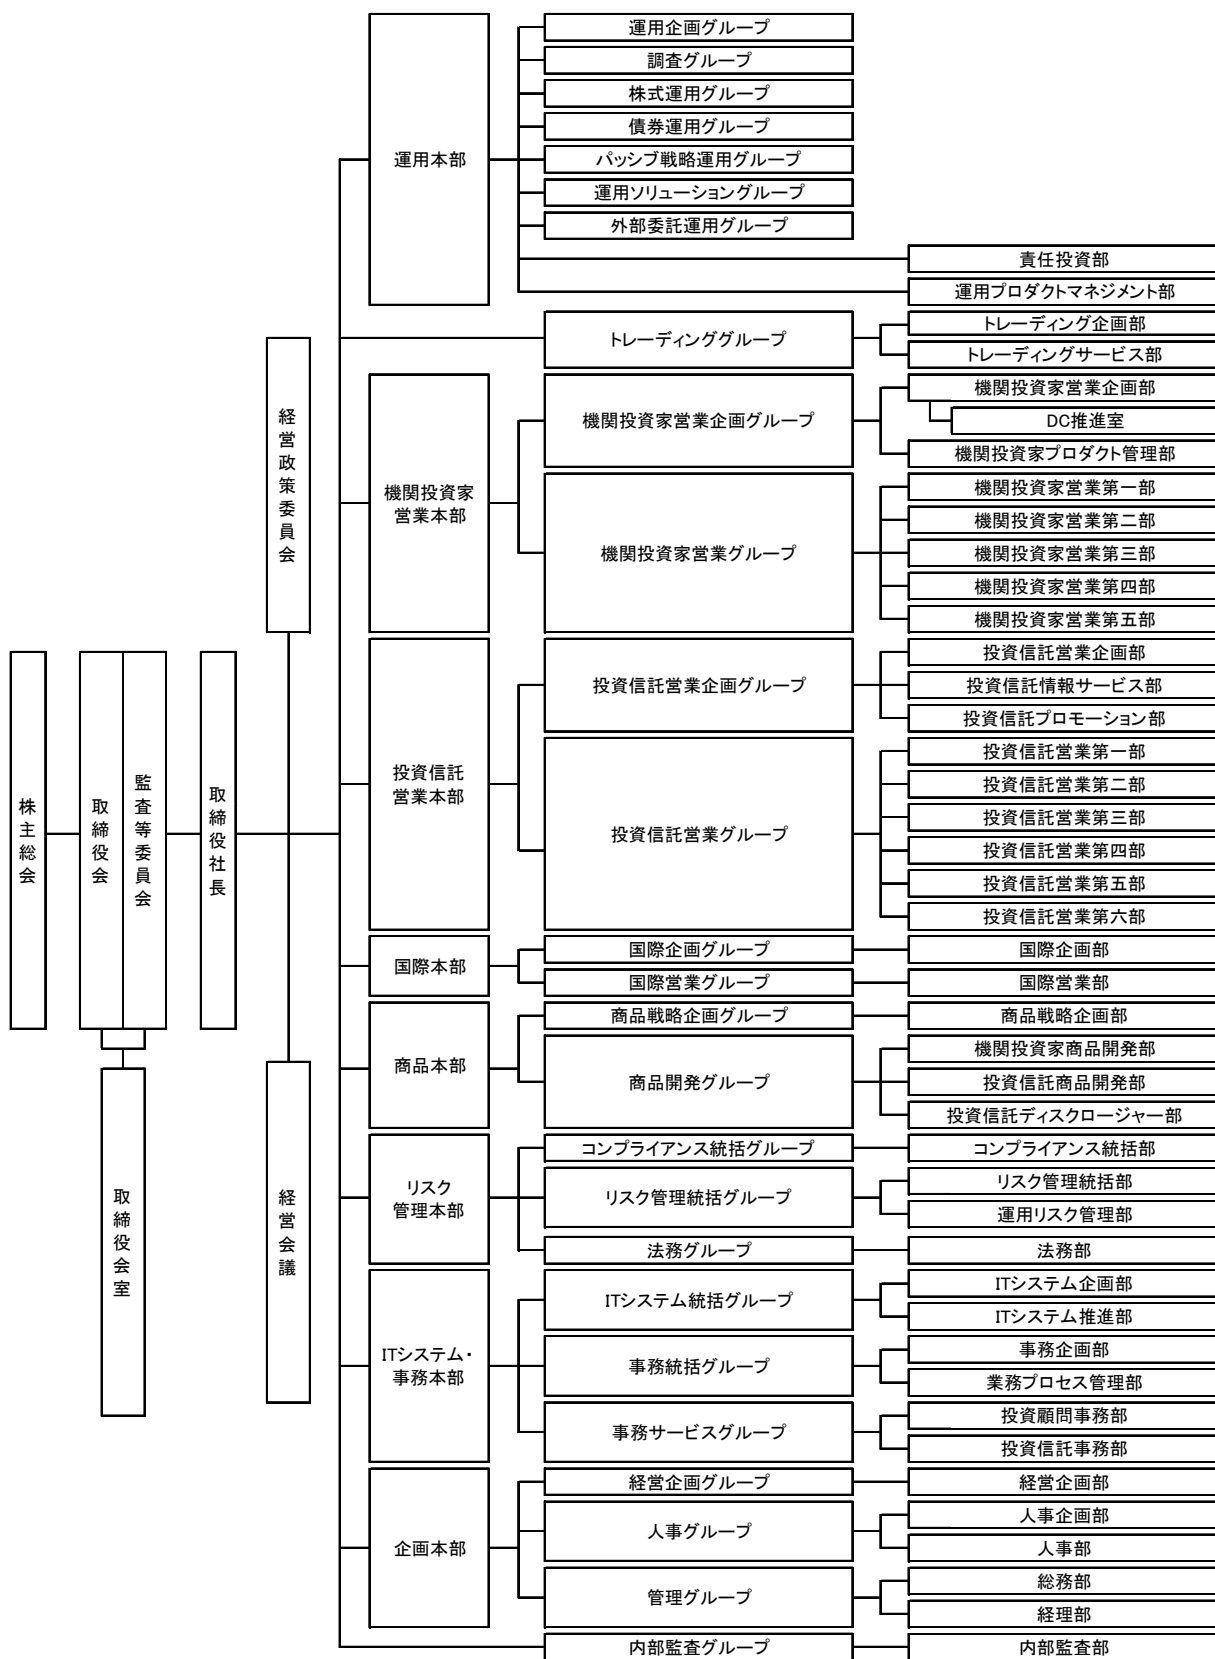 株主総会
取締役会
監査等委員会
取締役会室
取締役社長
経営政策委員会
経営会議
運用本部
運用企画グループ
調査グループ
株式運用グループ
債券運用グループ
パッシブ戦略運用グループ
運用ソリューショングループ
外部委託運用グループ
責任投資部
運用プロダクトマネジメント部
トレーディンググループ
トレーディング企画部
トレーディングサービス部
機関投資家
営業本部
機関投資家営業企画グループ
機関投資家営業企画部
DC推進室
機関投資家プロダクト管理部
機関投資家営業グループ
機関投資家営業第一部
機関投資家営業第二部
機関投資家営業第三部
機関投資家営業第四部
機関投資家営業第五部
投資信託
営業本部
投資信託営業企画グループ
投資信託営業企画部
投資信託情報サービス部
投資信託プロモーション部
投資信託営業グループ
投資信託営業第一部
投資信託営業第二部
投資信託営業第三部
投資信託営業第四部
投資信託営業第五部
投資信託営業第六部
国際本部
国際企画グループ
国際企画部
国際営業グループ
国際営業部
商品本部
商品戦略企画グループ
商品戦略企画部
商品開発グループ
機関投資家商品開発部
投資信託商品開発部
投資信託ディスクロージャー部
リスク
管理本部
コンプライアンス統括グループ
コンプライアンス統括部
リスク管理統括グループ
リスク管理統括部
運用リスク管理部
法務グループ
法務部
ITシステム・
事務本部
ITシステム統括グループ
ITシステム企画部
ITシステム推進部
事務統括グループ
事務企画部
業務プロセス管理部
事務サービスグループ
投資顧問事務部
投資信託事務部
企画本部
経営企画グループ
経営企画部
人事グループ
人事企画部
人事部
管理グループ
総務部
経理部
内部監査グループ
内部監査部